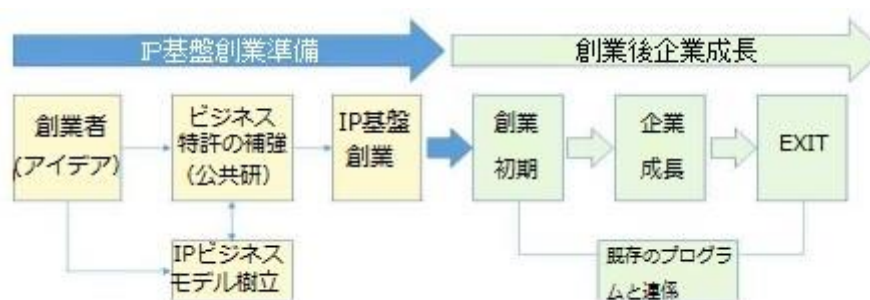 IP基盤創業準備
創業後企業成長
創業者
(アイデア)
ビジネス
特許の補強
(公共研)
IP基盤
創業
創業
初期
企業
成長
EXIT
IPビジネス
モデル樹立
既存のプログラ
ムと連係